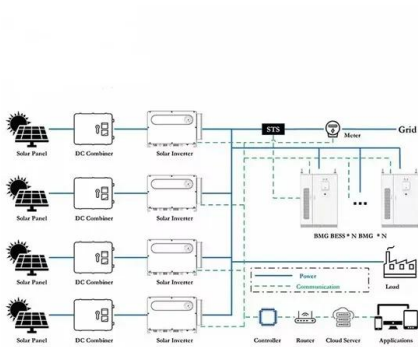 STS
Meter
Grid
Solar Panel
DC Combiner
Solar Inverter
Solar Panel
DC Combiner
Solar Inverter
BMG BESS * N BMG * N
Solar Panel
DC Combiner
Solar Inverter
Power
Communication
Load
Solar Panel
DC Combiner
Solar Inverter
Controller
Router
Cloud Server
Applications